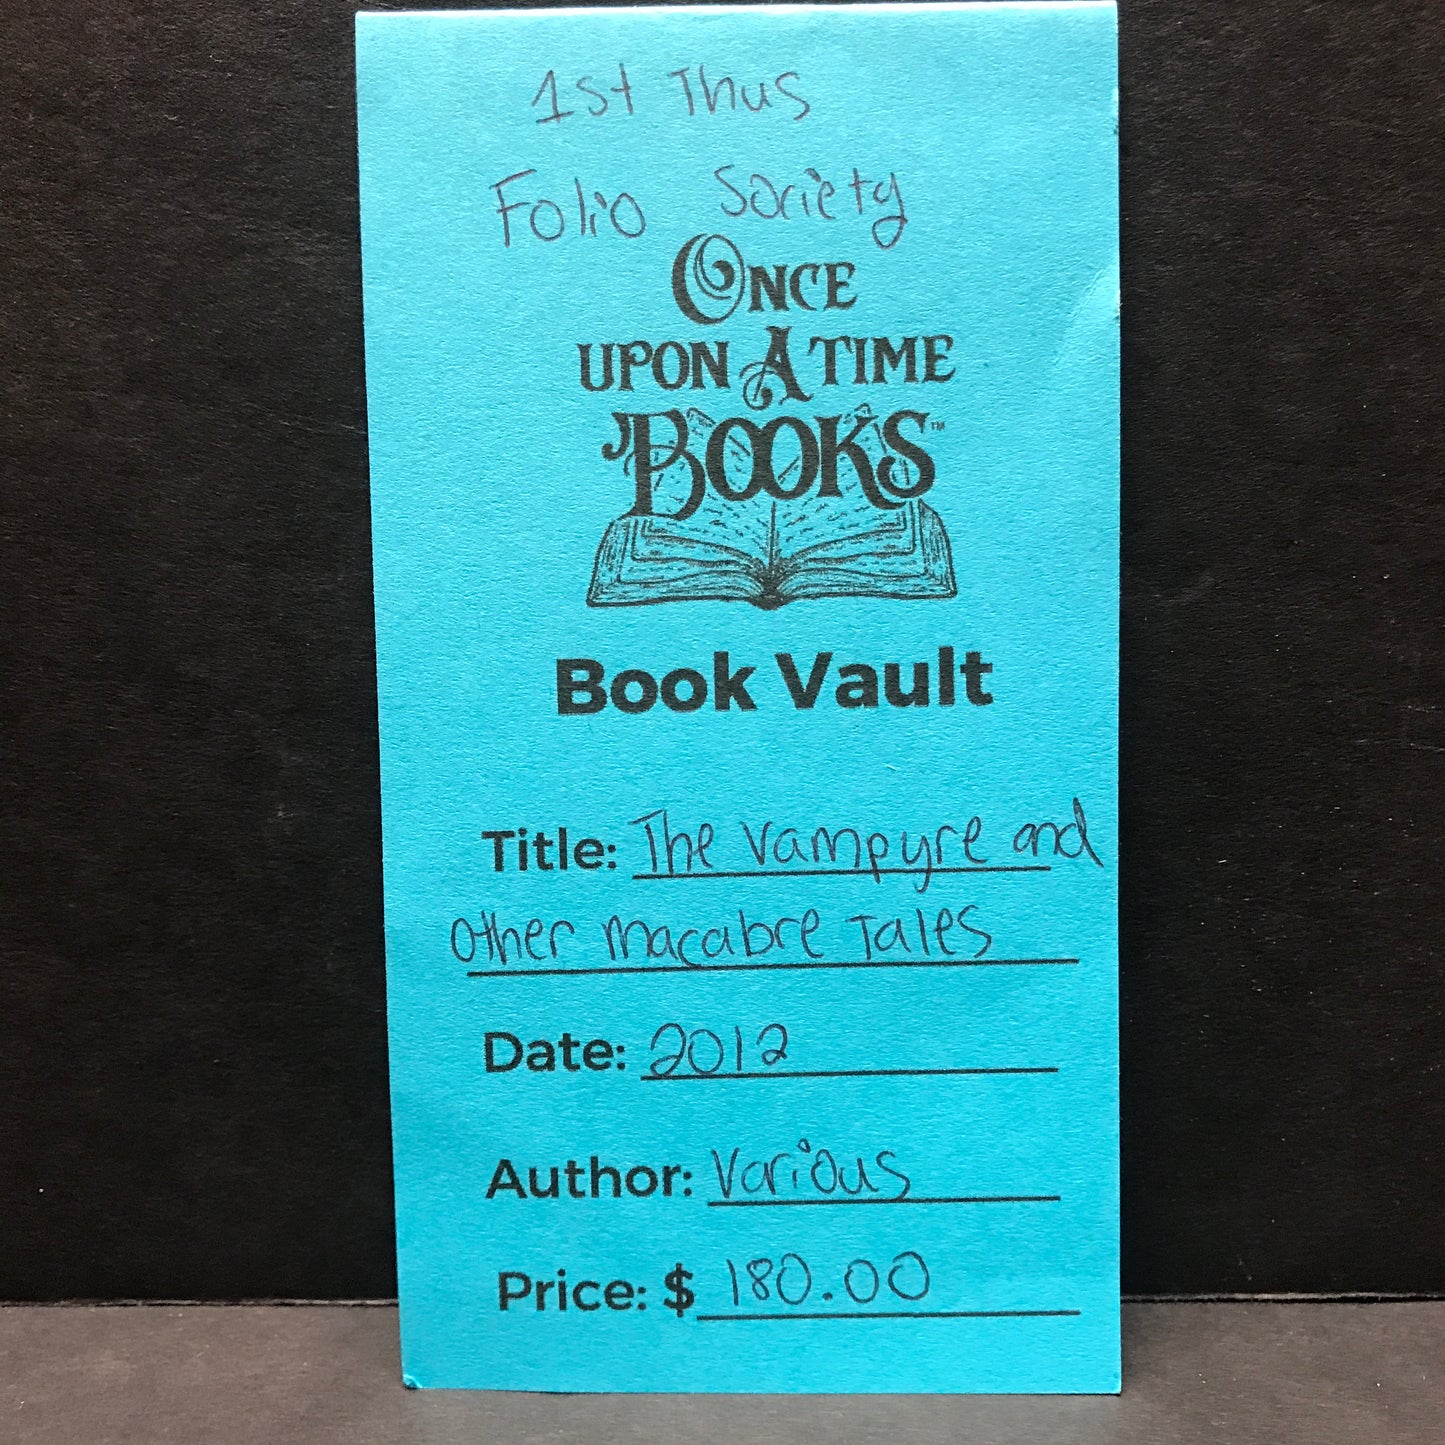 1st Thus
Folio Society
ONCE
UPON A TIME
BOOKS™
Book Vault
Title: The Vampyre and
other macabre Tales
Date: 2012
Author: Various
Price: $ 180.00